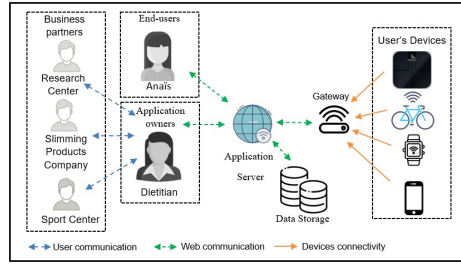 Business
partners
Research
Center
Slimming
Products
Company
Sport Center
End-users
Anaïs
Application
owners
Dietitian
Application
Server
Gateway
Data Storage
User's Devices
User communication
Web communication
Devices connectivity